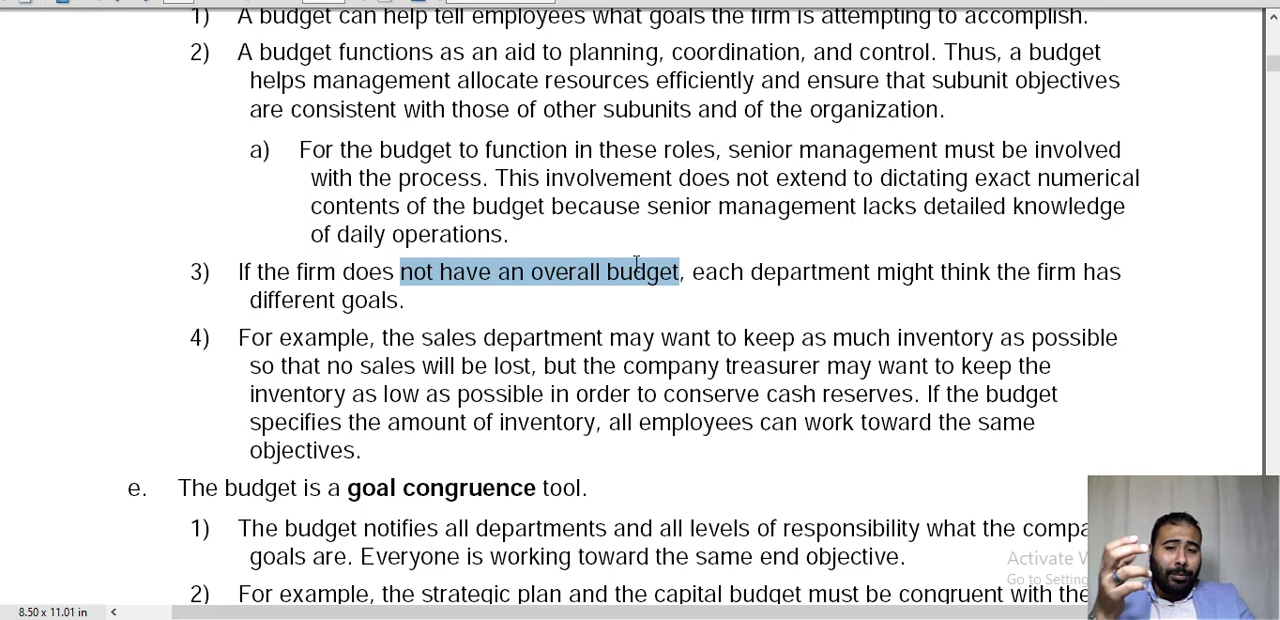 1) A budget can help tell employees what goals the firm is attempting to accomplish.
2) A budget functions as an aid to planning, coordination, and control. Thus, a budget
helps management allocate resources efficiently and ensure that subunit objectives
are consistent with those of other subunits and of the organization.
a) For the budget to function in these roles, senior management must be involved
with the process. This involvement does not extend to dictating exact numerical
contents of the budget because senior management lacks detailed knowledge
of daily operations.
3) If the firm does not have an overall budget, each department might think the firm has
different goals.
4) For example, the sales department may want to keep as much inventory as possible
so that no sales will be lost, but the company treasurer may want to keep the
inventory as low as possible in order to conserve cash reserves. If the budget
specifies the amount of inventory, all employees can work toward the same
objectives.
e. The budget is a goal congruence tool.
1) The budget notifies all departments and all levels of responsibility what the compa
goals are. Everyone is working toward the same end objective.
Activate
Go to Setting
2) For example, the strategic plan and the capital budget must be congruent with the
8.50 x 11.01 in